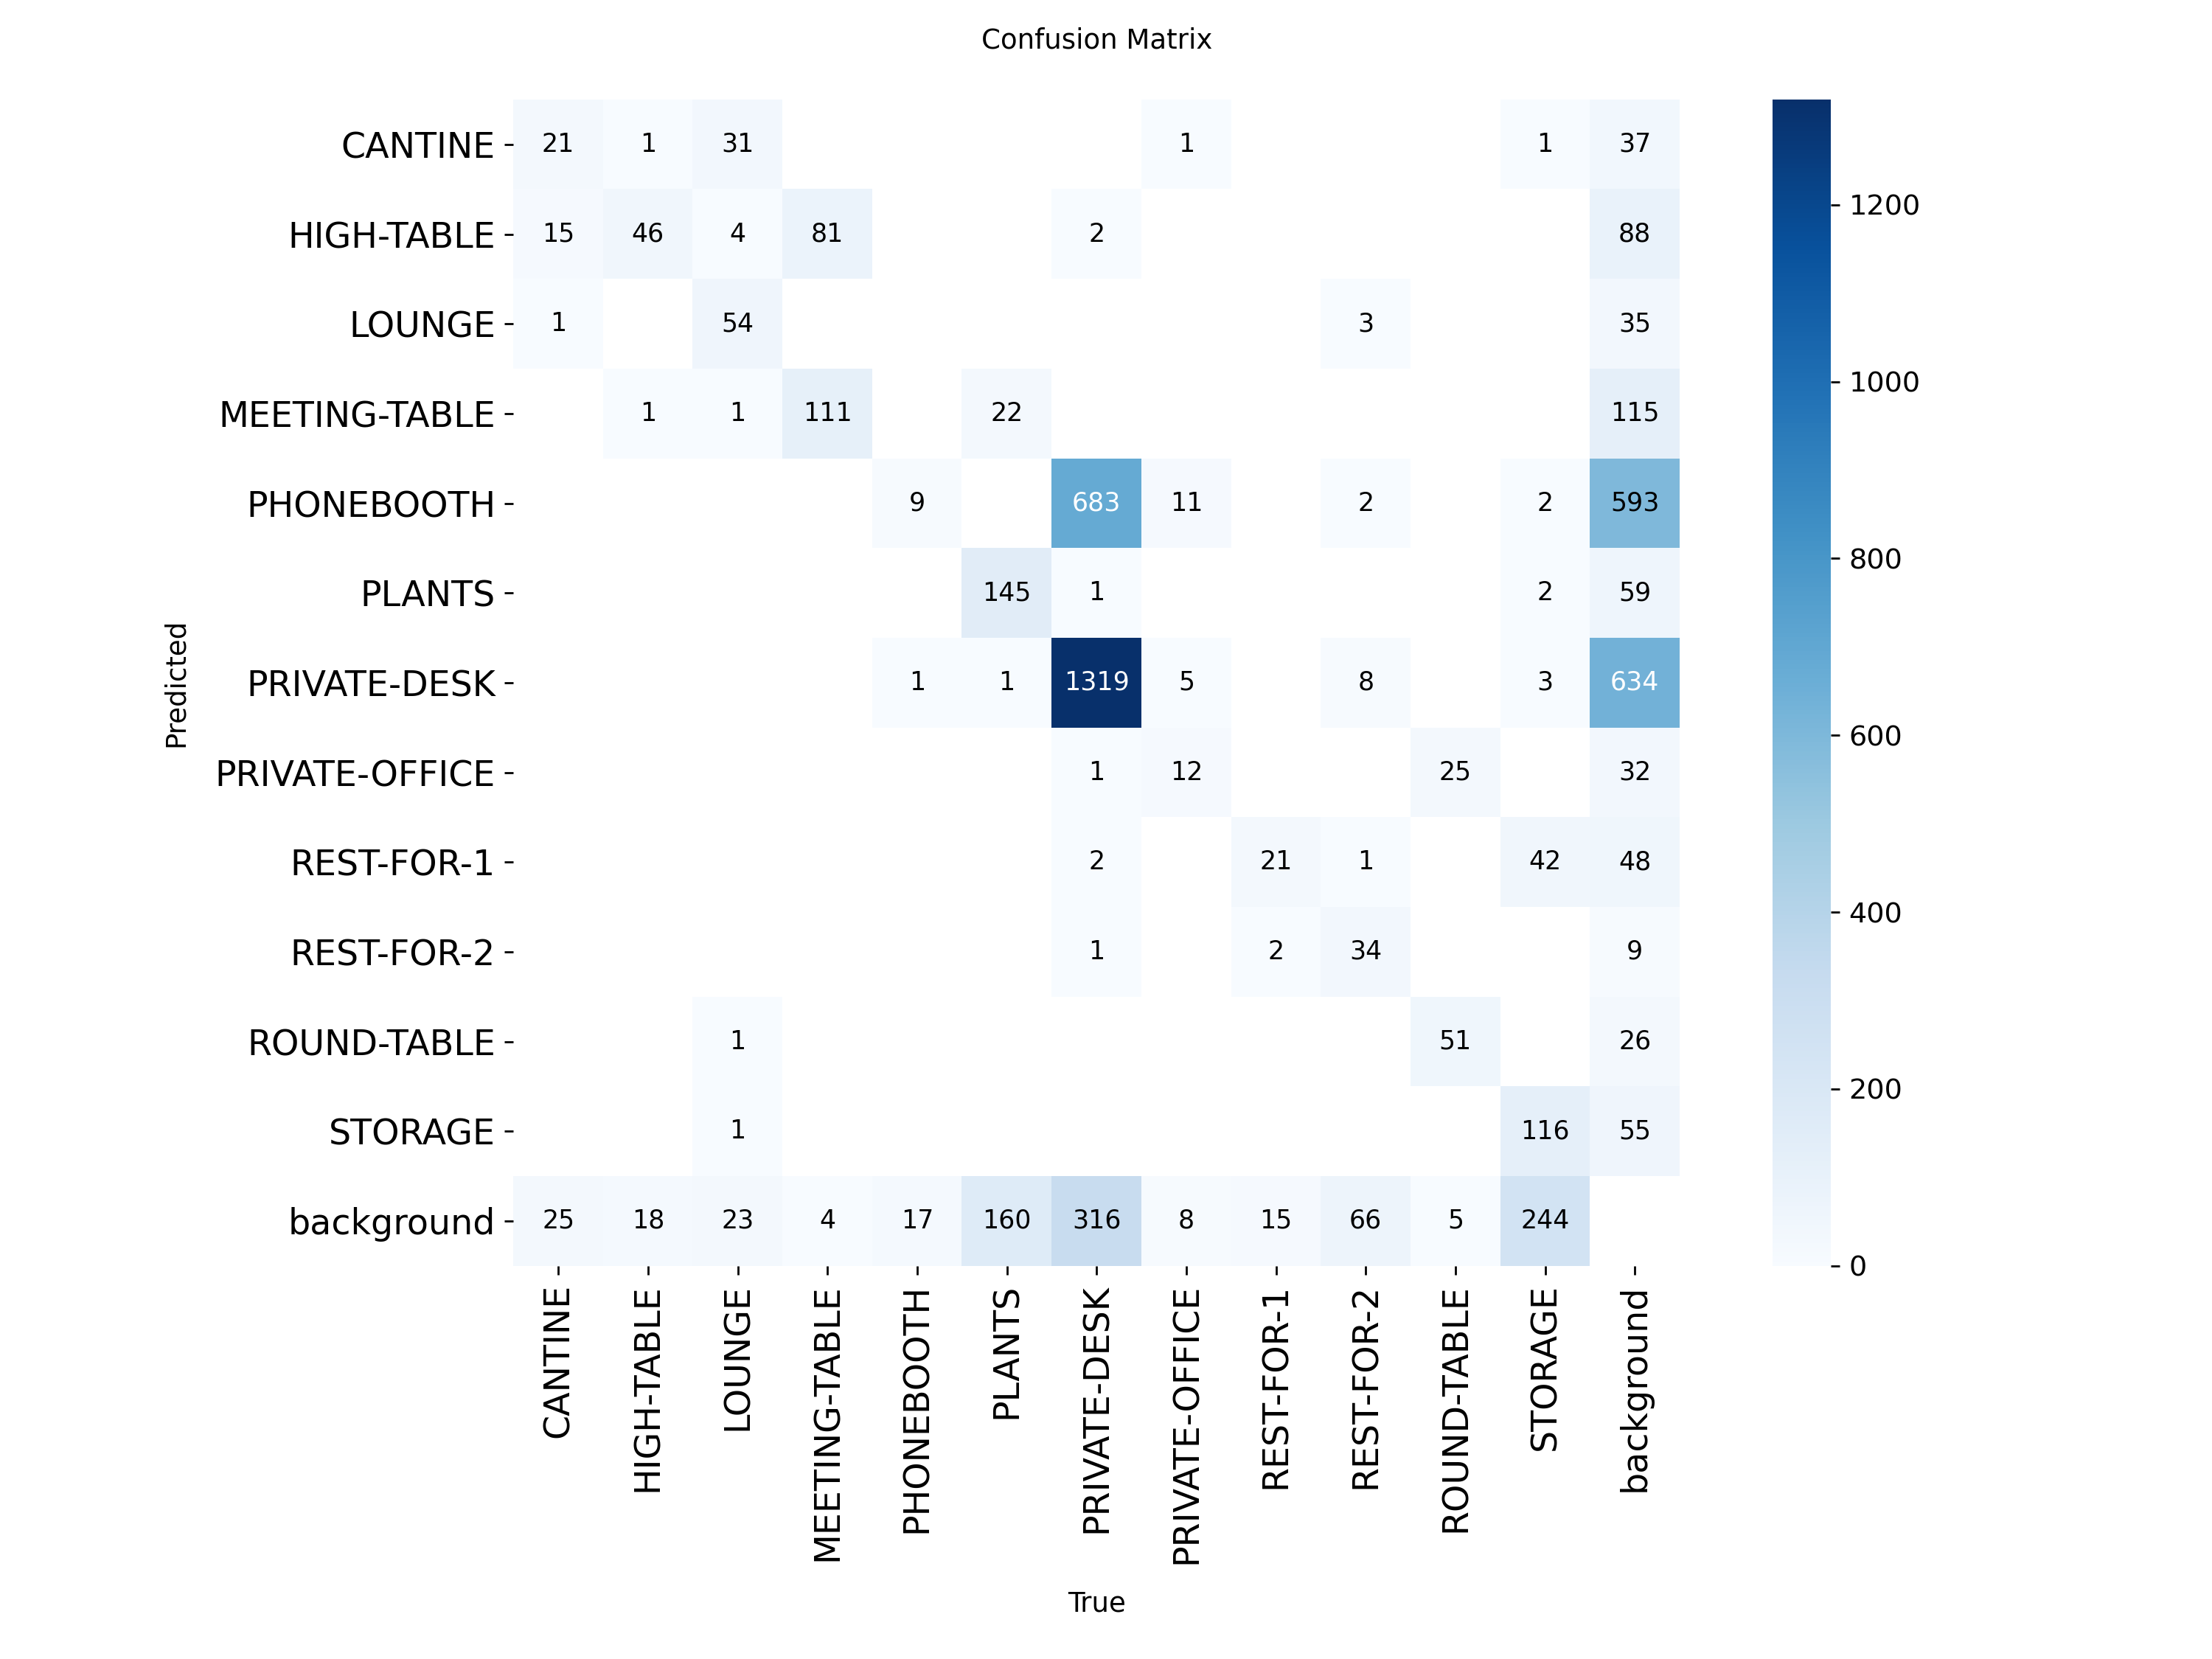 Confusion Matrix
CANTINE 21 1 31 1 1 37
HIGH-TABLE 15 46 4 81 2 88
LOUNGE 1 54 3 35
MEETING-TABLE 1 1 111 22 115
PHONEBOOTH 9 683 11 2 2 593
PLANTS 145 1 2 59
PRIVATE-DESK 1 1 1319 5 8 3 634
PRIVATE-OFFICE 1 12 25 32
REST-FOR-1 2 21 1 42 48
REST-FOR-2 1 2 34 9
ROUND-TABLE 1 51 26
STORAGE 1 116 55
background 25 18 23 4 17 160 316 8 15 66 5 244
Predicted
CANTINE
HIGH-TABLE
LOUNGE
MEETING-TABLE
PHONEBOOTH
PLANTS
PRIVATE-DESK
PRIVATE-OFFICE
REST-FOR-1
REST-FOR-2
ROUND-TABLE
STORAGE
background
True
1200
1000
800
600
400
200
0